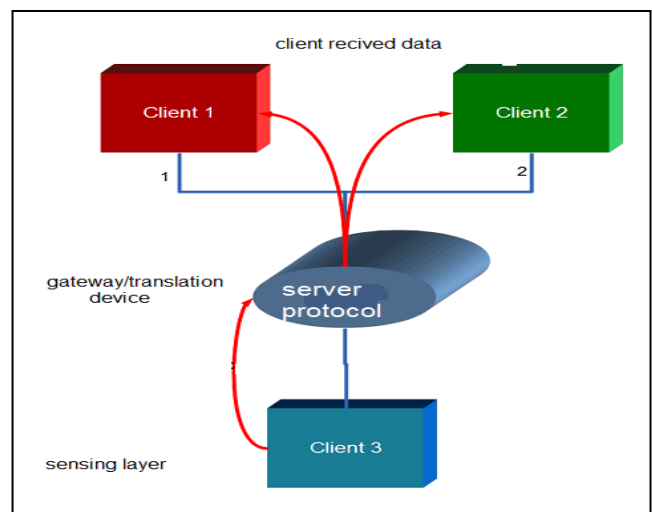 client recived data
Client 1
Client 2
1
2
gateway/translation
device
server
protocol
Client 3
sensing layer